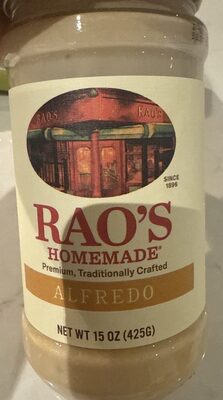 RAO'S RAO'S
SINCE
1896
RAO'S
HOMEMADE®
Premium, Traditionally Crafted
ALFREDO
NET WT 15 OZ (425G)